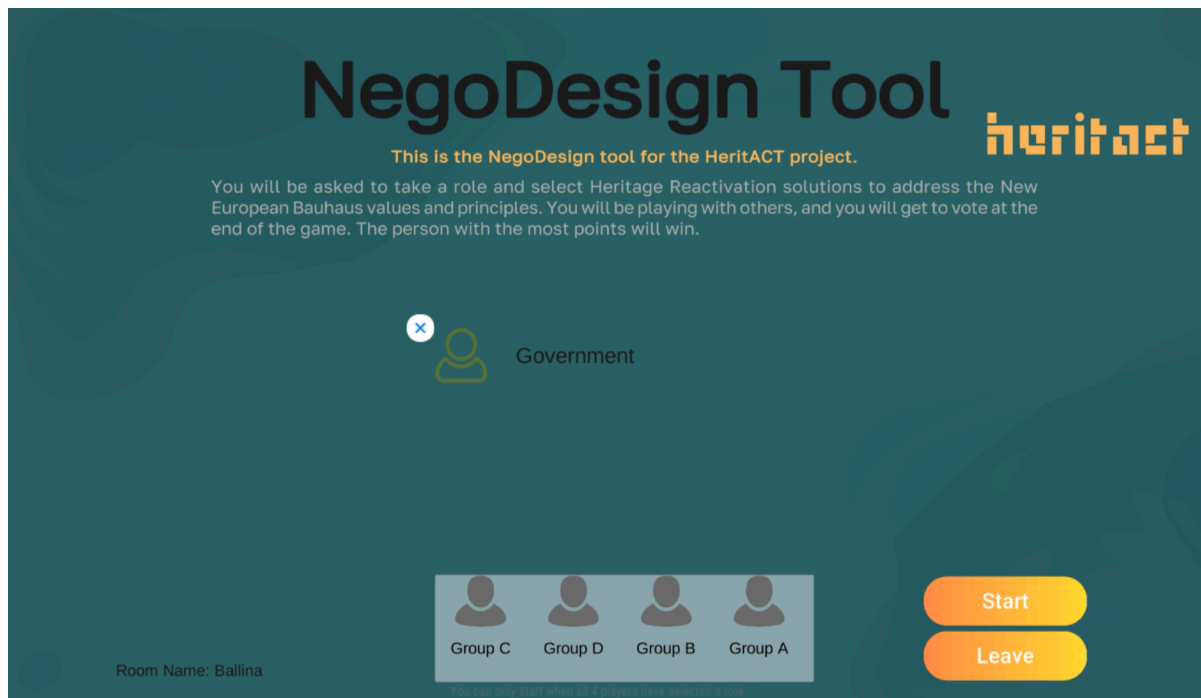 NegoDesign Tool
heritact
This is the NegoDesign tool for the HeritACT project.
You will be asked to take a role and select Heritage Reactivation solutions to address the New
European Bauhaus values and principles. You will be playing with others, and you will get to vote at the
end of the game. The person with the most points will win.
Government
Group C Group D Group B Group A
Start
Leave
Room Name: Ballina
You can only start when all 4 players have selected a role